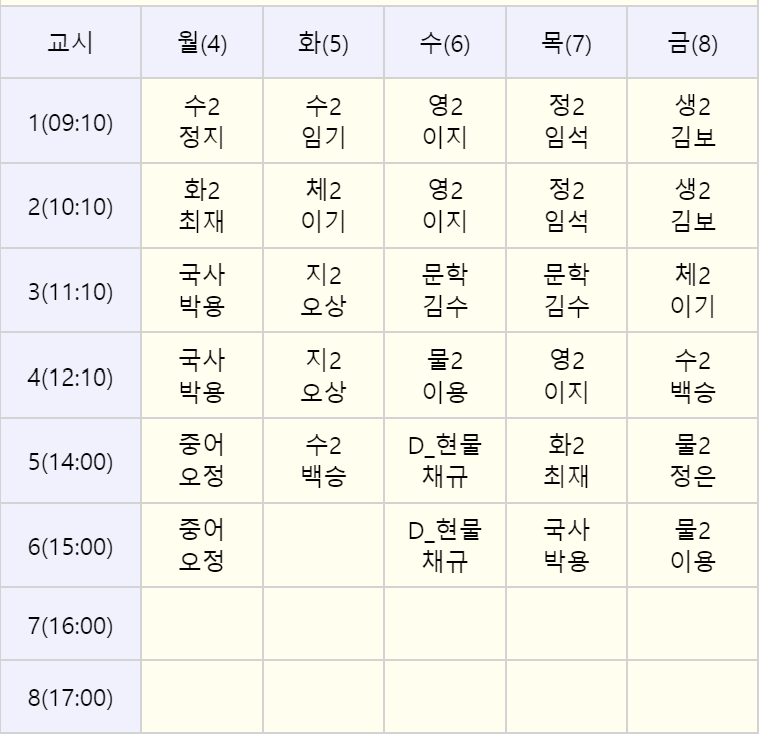 교시 월(4) 화(5) 수(6) 목(7) 금(8)
1(09:10) 수2 수2 영2 정2 생2
정지 임기 이지 임석 김보
2(10:10) 화2 체2 영2 정2 생2
최재 이기 이지 임석 김보
3(11:10) 국사 지2 문학 문학 체2
박용 오상 김수 김수 이기
4(12:10) 국사 지2 물2 영2 수2
박용 오상 이용 이지 백승
5(14:00) 중어 수2 D_현물 화2 물2
오정 백승 채규 최재 정은
6(15:00) 중어 D_현물 국사 물2
오정 채규 박용 이용
7(16:00)
8(17:00)